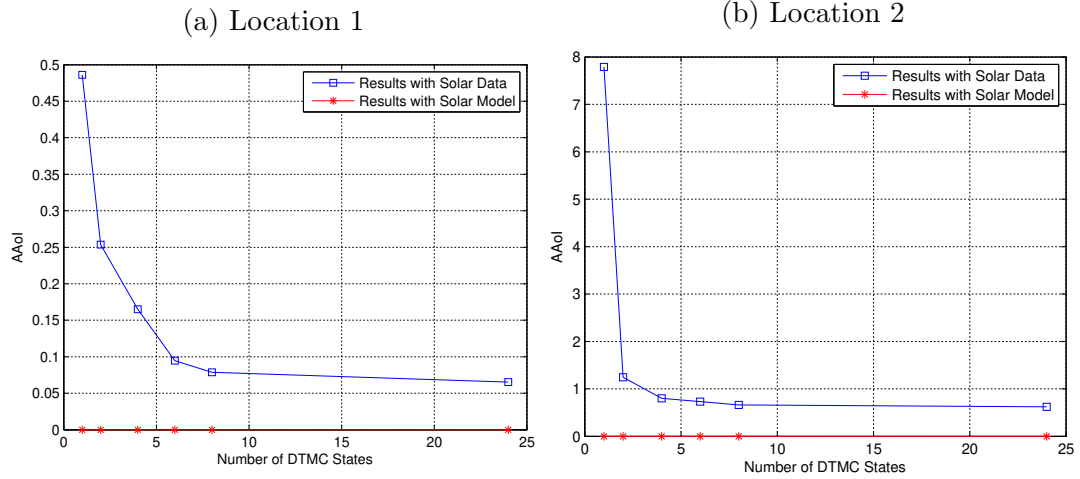 (a) Location 1
0.5
0.45
0.4
0.35
0.3
0.25
0.2
0.15
0.1
0.05
0
AAoI
0 5 10 15 20 25
Number of DTMC States
Results with Solar Data
Results with Solar Model
(b) Location 2
8
7
6
5
4
3
2
1
0
AAoI
0 5 10 15 20 25
Number of DTMC States
Results with Solar Data
Results with Solar Model